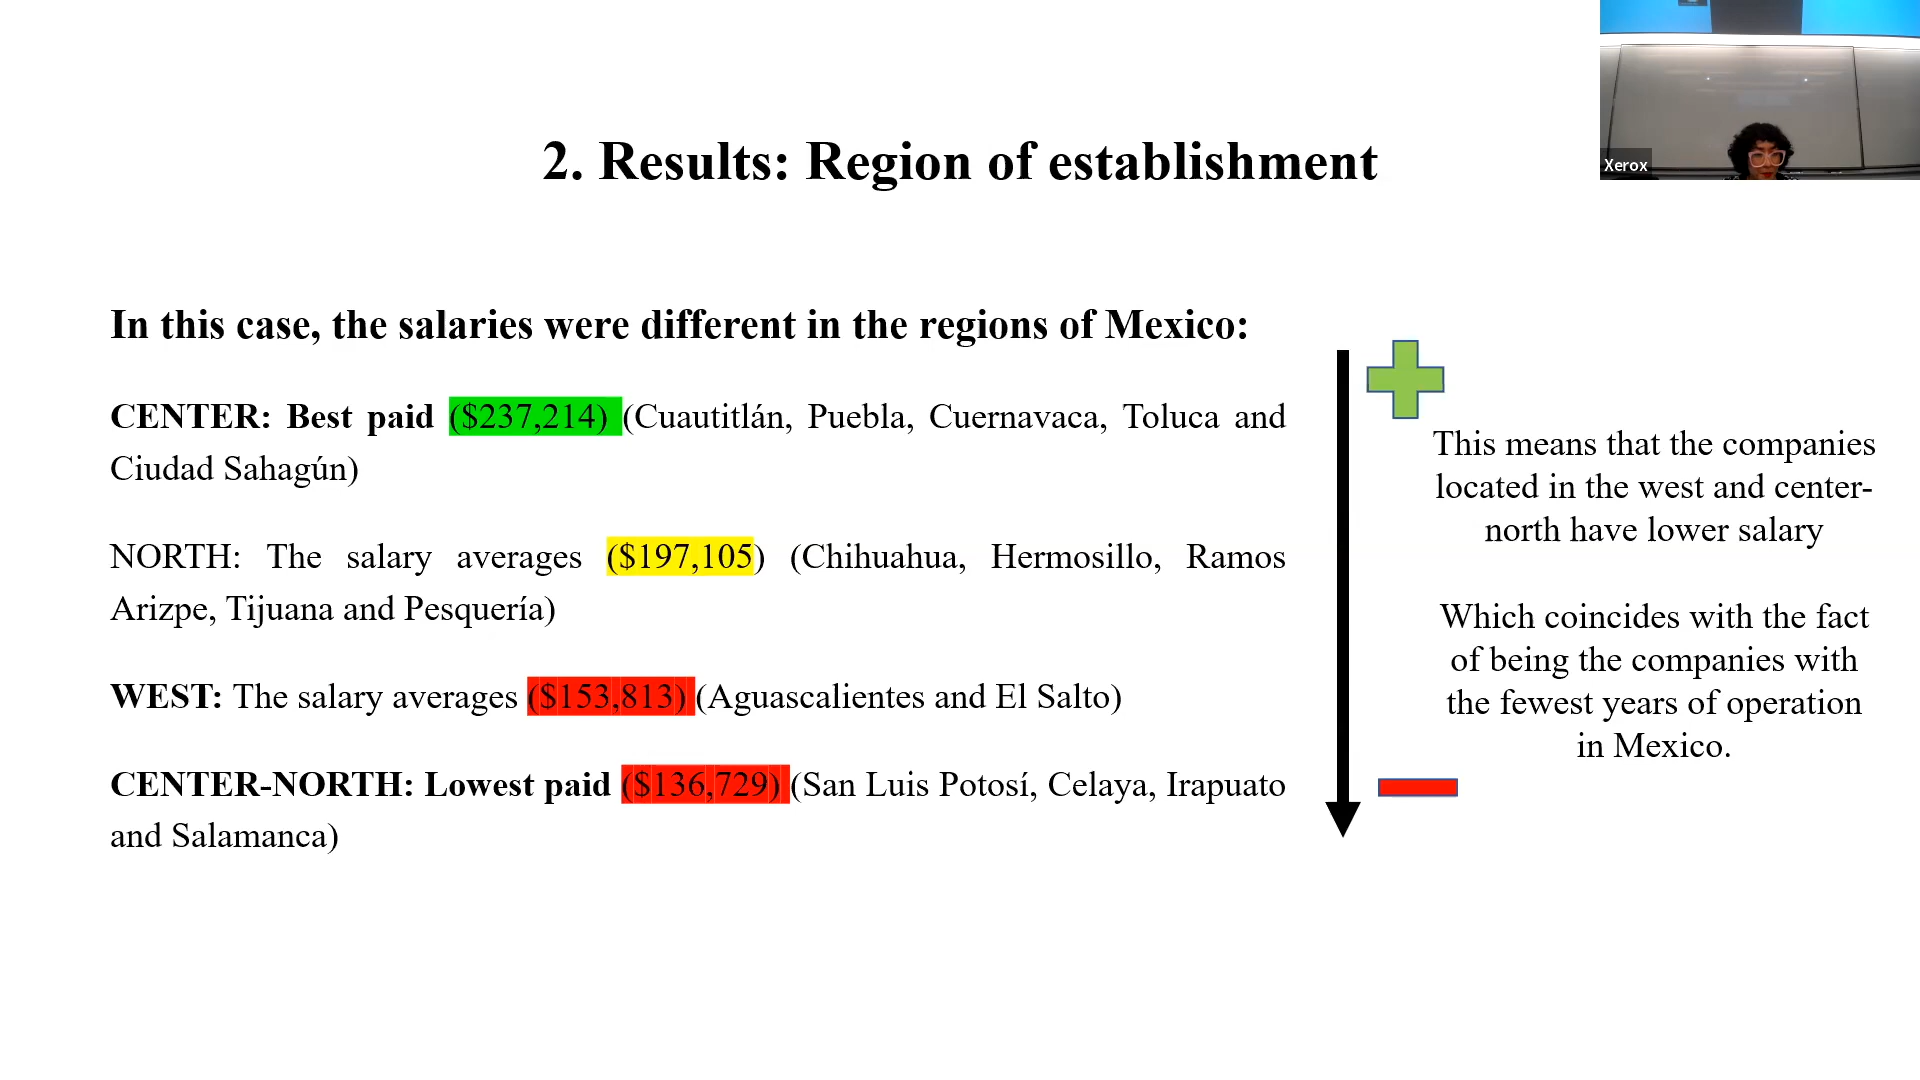 2. Results: Region of establishment
In this case, the salaries were different in the regions of Mexico:
CENTER: Best paid ($237,214) (Cuautitlán, Puebla, Cuernavaca, Toluca and
Ciudad Sahagún)
NORTH: The salary averages ($197,105) (Chihuahua, Hermosillo, Ramos
Arizpe, Tijuana and Pesquería)
WEST: The salary averages ($153,813) (Aguascalientes and El Salto)
CENTER-NORTH: Lowest paid ($136,729) (San Luis Potosí, Celaya, Irapuato
and Salamanca)
This means that the companies
located in the west and center-
north have lower salary
Which coincides with the fact
of being the companies with
the fewest years of operation
in Mexico.
Xerox